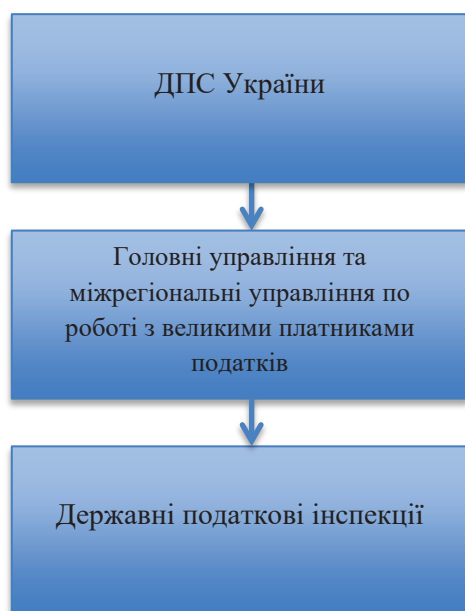 ДПС України
Головні управління та
міжрегіональні управління по
роботі з великими платниками
податків
Державні податкові інспекції